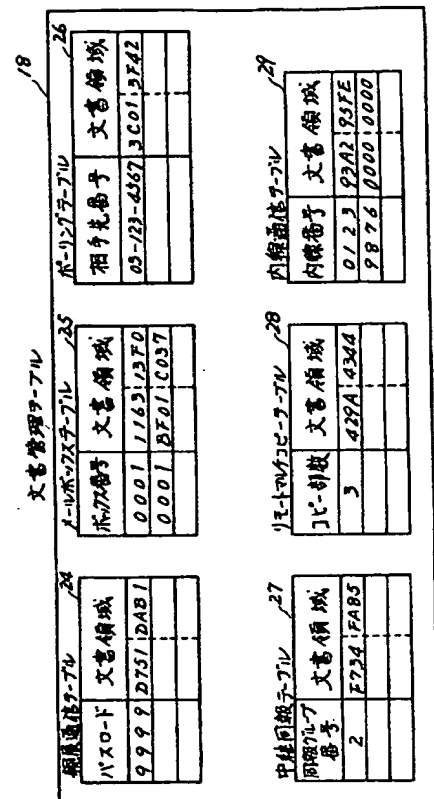 文書管理テーブル
18
親展通信テーブル 24
パスワード 文書領域
9999 D751 DAB1
メールボックステーブル 25
ボックス番号 文書領域
0001 1163 13F0
0001 BF01 C037
ポーリングテーブル 26
相手先番号 文書領域
03-123-4567 3C01 3F42
中継同報テーブル 27
同報グループ番号 文書領域
2 F734 FAB5
リモートマルチコピーテーブル 28
コピー部数 文書領域
3 429A 4344
内線通信テーブル 29
内線番号 文書領域
0123 93A2 95FE
9876 0000 0000